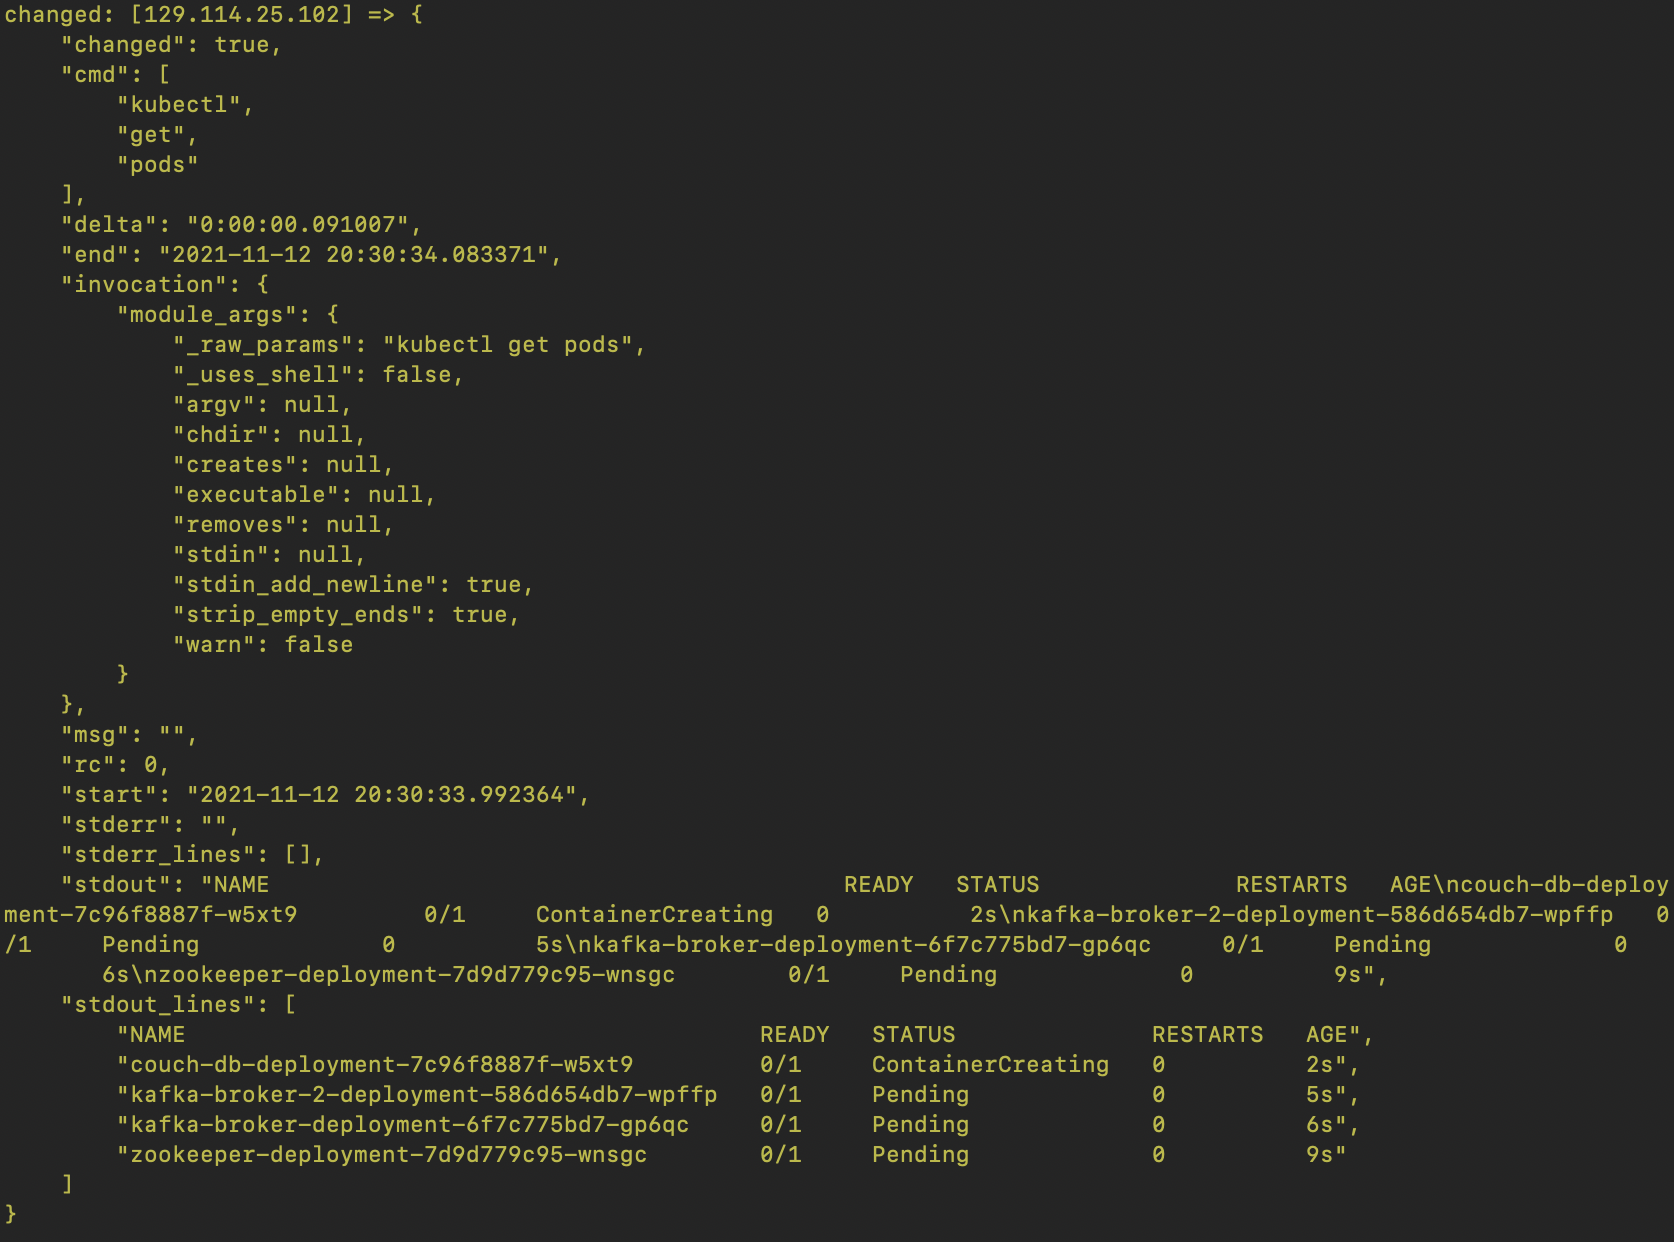 changed: [129.114.25.102] => {
    "changed": true,
    "cmd": [
        "kubectl",
        "get",
        "pods"
    ],
    "delta": "0:00:00.091007",
    "end": "2021-11-12 20:30:34.083371",
    "invocation": {
        "module_args": {
            "_raw_params": "kubectl get pods",
            "_uses_shell": false,
            "argv": null,
            "chdir": null,
            "creates": null,
            "executable": null,
            "removes": null,
            "stdin": null,
            "stdin_add_newline": true,
            "strip_empty_ends": true,
            "warn": false
        }
    },
    "msg": "",
    "rc": 0,
    "start": "2021-11-12 20:30:33.992364",
    "stderr": "",
    "stderr_lines": [],
    "stdout": "NAME                                         READY   STATUS              RESTARTS   AGE\ncouch-db-deploy
ment-7c96f8887f-w5xt9         0/1     ContainerCreating   0          2s\nkafka-broker-2-deployment-586d654db7-wpffp   0
/1     Pending             0          5s\nkafka-broker-deployment-6f7c775bd7-gp6qc     0/1     Pending             0
       6s\nzookeeper-deployment-7d9d779c95-wnsgc        0/1     Pending             0          9s",
    "stdout_lines": [
        "NAME                                         READY   STATUS              RESTARTS   AGE",
        "couch-db-deployment-7c96f8887f-w5xt9         0/1     ContainerCreating   0          2s",
        "kafka-broker-2-deployment-586d654db7-wpffp   0/1     Pending             0          5s",
        "kafka-broker-deployment-6f7c775bd7-gp6qc     0/1     Pending             0          6s",
        "zookeeper-deployment-7d9d779c95-wnsgc        0/1     Pending             0          9s"
    ]
}